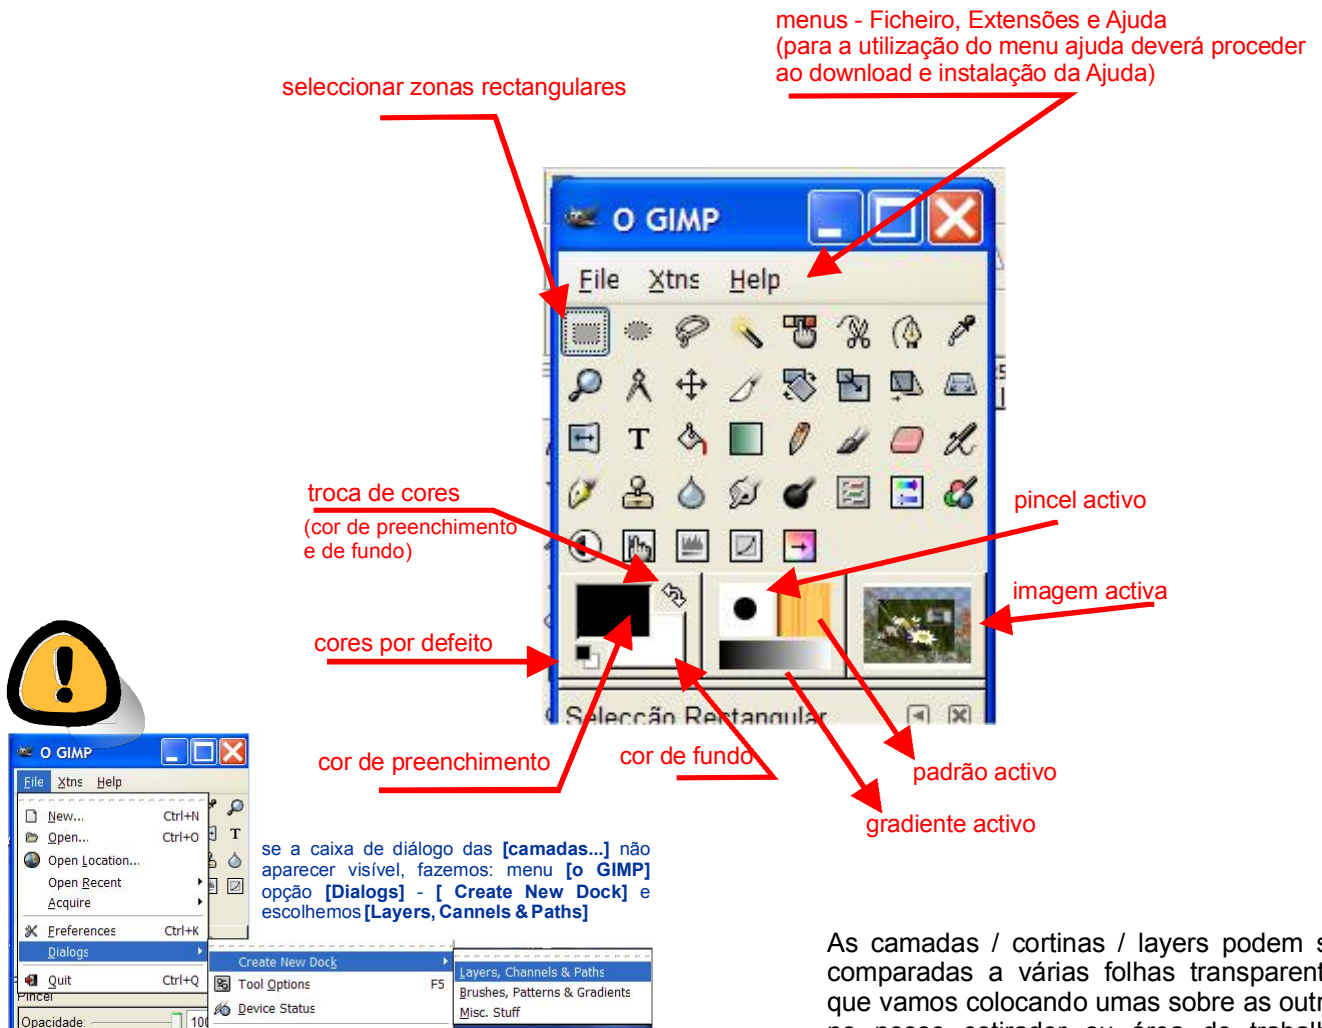 menus - Ficheiro, Extensões e Ajuda
(para a utilização do menu ajuda deverá proceder
ao download e instalação da Ajuda)
seleccionar zonas rectangulares
O GIMP
File Xtns Help
troca de cores
(cor de preenchimento
e de fundo)
pincel activo
imagem activa
cores por defeito
Selecção Rectangular
cor de preenchimento
cor de fundo
padrão activo
gradiente activo
O GIMP
File Xtns Help
New... Ctrl+N
Open... Ctrl+O
Open Location...
Open Recent
Acquire
Preferences Ctrl+K
Dialogs
Quit Ctrl+Q
Pincel
Opacidade: 100
Create New Dock
Tool Options F5
Device Status
Layers, Channels & Paths
Brushes, Patterns & Gradients
Misc. Stuff
se a caixa de diálogo das [camadas...] não
aparecer visível, fazemos: menu [o GIMP]
opção [Dialogs] - [ Create New Dock] e
escolhemos [Layers, Cannels & Paths]
As camadas / cortinas / layers podem s
comparadas a várias folhas transparent
que vamos colocando umas sobre as outr